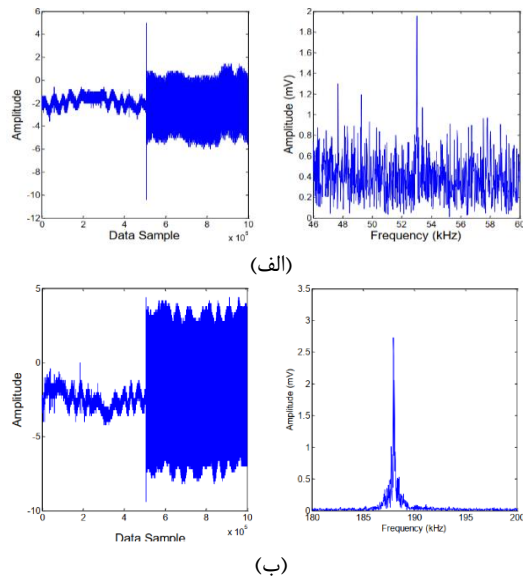 6
4
2
0
-2
-4
-6
-8
-10
-12
0 2 4 6 8 10
x 10⁵
Amplitude
Data Sample
2
1.8
1.6
1.4
1.2
1
0.8
0.6
0.4
0.2
0
46 48 50 52 54 56 58 60
Amplitude (mV)
Frequency (kHz)
(الف)
5
0
-5
-10
0 2 4 6 8 10
x 10⁵
Amplitude
Data Sample
3.5
3
2.5
2
1.5
1
0.5
0
180 185 190 195 200
Amplitude (mV)
Frequency (kHz)
(ب)